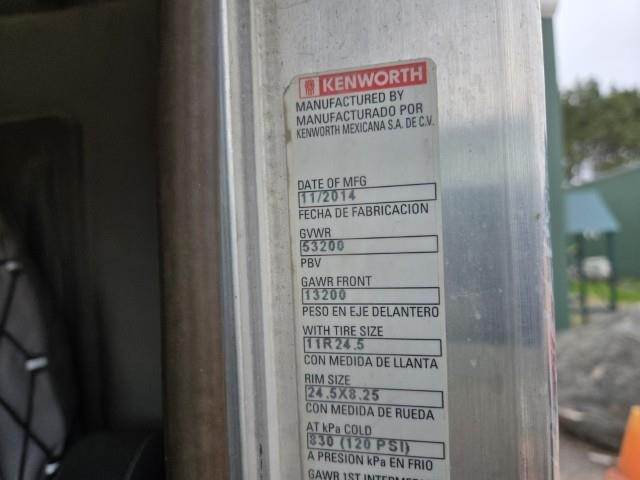 KENWORTH
MANUFACTURED BY
MANUFACTURADO POR
KENWORTH MEXICANA S.A. DE C.V.
DATE OF MFG
11/2014
FECHA DE FABRICACION
GVWR
53200
PBV
GAWR FRONT
13200
PESO EN EJE DELANTERO
WITH TIRE SIZE
11R24.5
CON MEDIDA DE LLANTA
RIM SIZE
24.5X8.25
CON MEDIDA DE RUEDA
AT kPa COLD
830 (120 PSI)
A PRESION kPa EN FRIO
GAWR 1ST